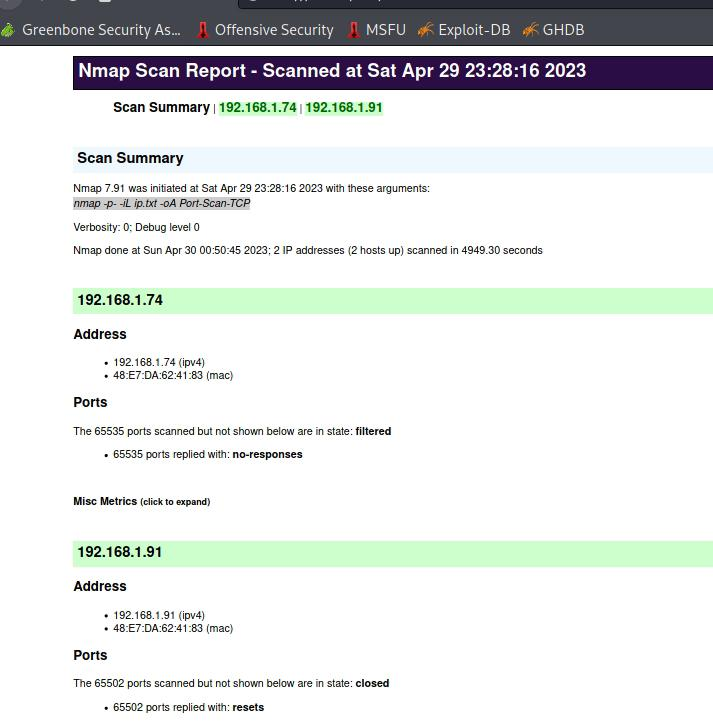 Greenbone Security As... Offensive Security MSFU Exploit-DB GHDB
Nmap Scan Report - Scanned at Sat Apr 29 23:28:16 2023
Scan Summary | 192.168.1.74 | 192.168.1.91
Scan Summary
Nmap 7.91 was initiated at Sat Apr 29 23:28:16 2023 with these arguments:
nmap -p- -iL ip.txt -oA Port-Scan-TCP
Verbosity: 0; Debug level 0
Nmap done at Sun Apr 30 00:50:45 2023; 2 IP addresses (2 hosts up) scanned in 4949.30 seconds
192.168.1.74
Address
• 192.168.1.74 (ipv4)
• 48:E7:DA:62:41:83 (mac)
Ports
The 65535 ports scanned but not shown below are in state: filtered
• 65535 ports replied with: no-responses
Misc Metrics (click to expand)
192.168.1.91
Address
• 192.168.1.91 (ipv4)
• 48:E7:DA:62:41:83 (mac)
Ports
The 65502 ports scanned but not shown below are in state: closed
• 65502 ports replied with: resets